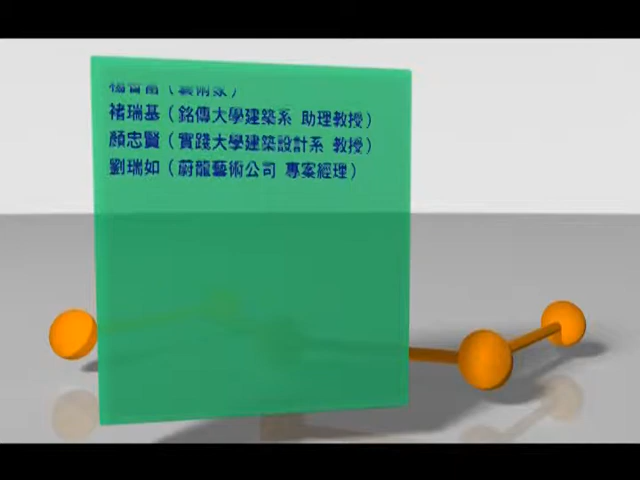 褚瑞基(銘傳大學建築系 助理教授)
顏忠賢(實踐大學建築設計系 教授)
劉瑞如(蔚龍藝術公司 專案經理)